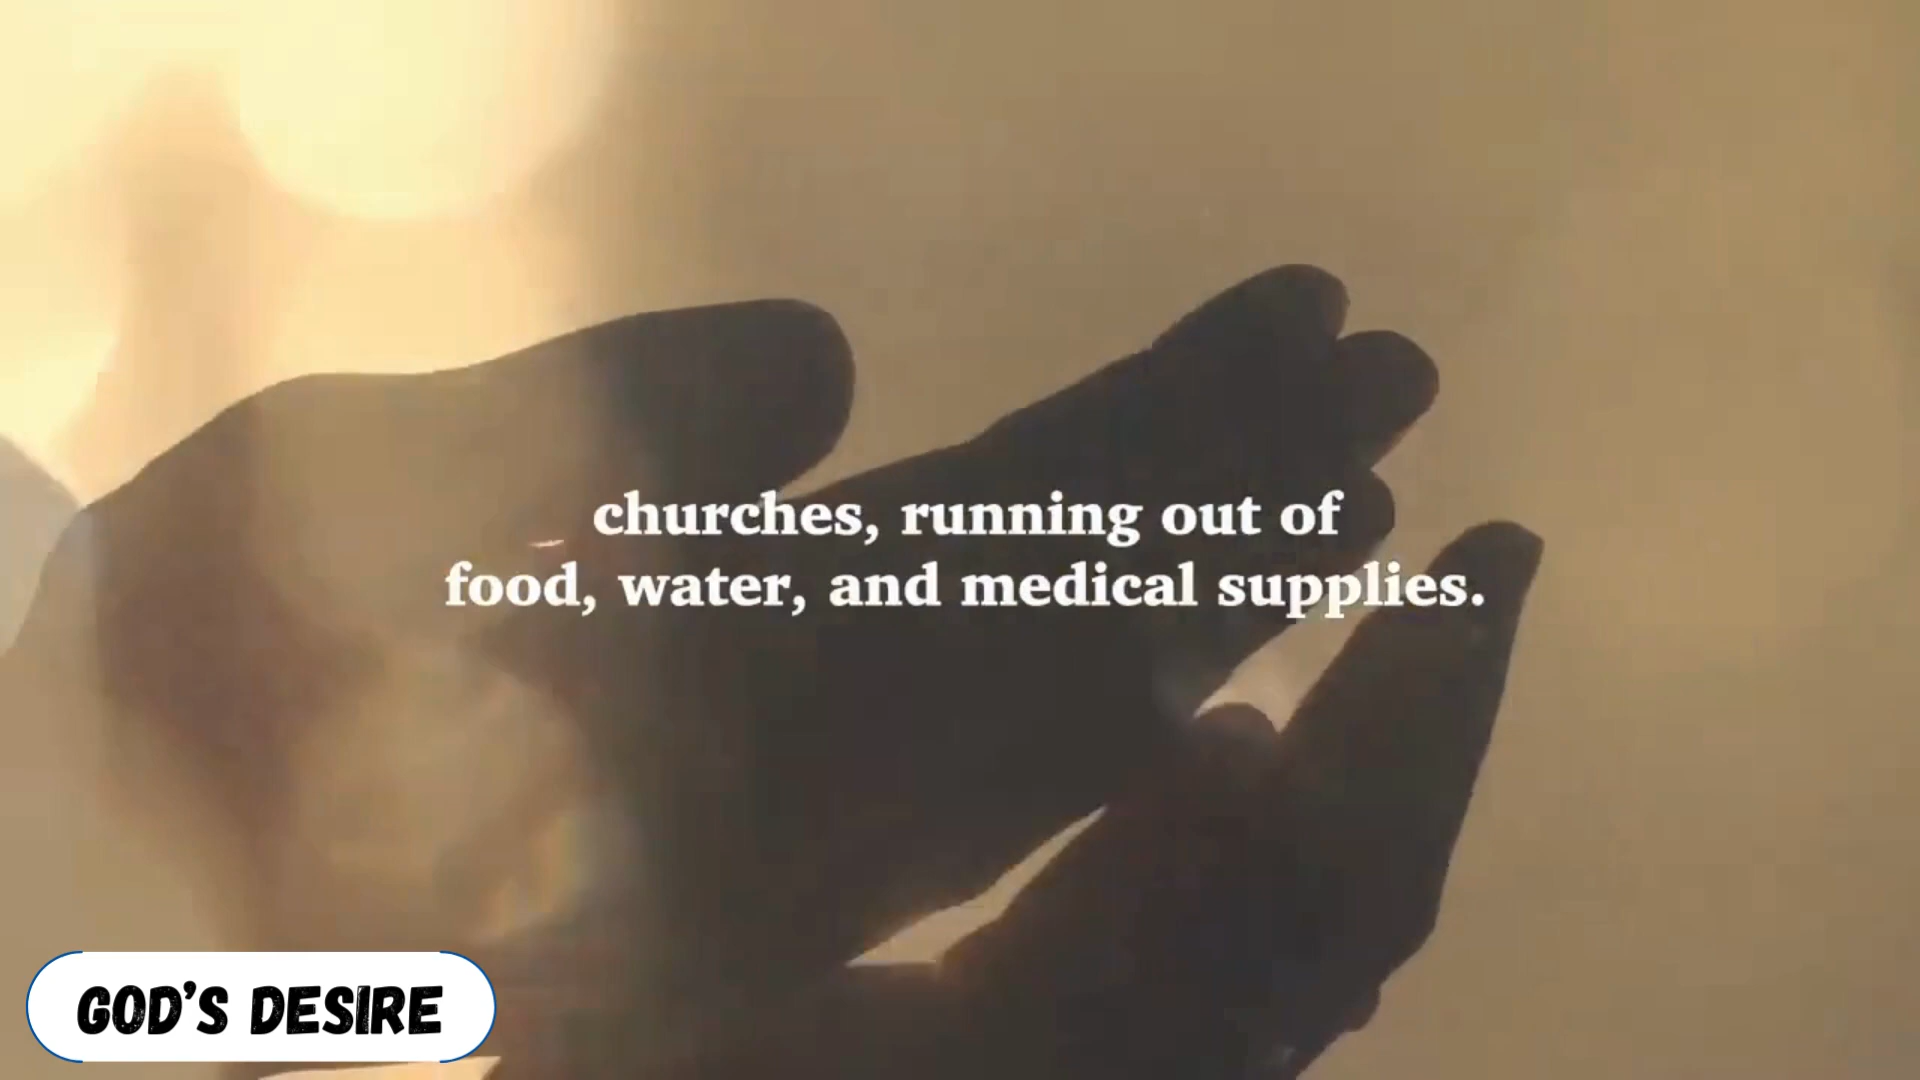 churches, running out of
food, water, and medical supplies.
GOD'S DESIRE